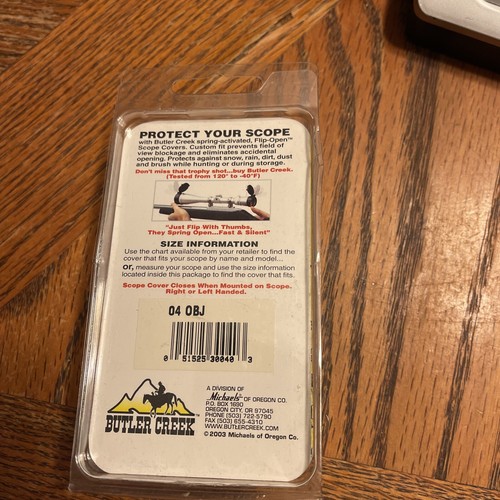 PROTECT YOUR SCOPE
with Butler Creek spring-activated, Flip-Open™
Scope Covers. Custom fit prevents field of
view blockage and eliminates accidental
opening. Protects against snow, rain, dirt, dust
and brush while hunting or during storage.
Don't miss that trophy shot...buy Butler Creek.
(Tested from 120° to -40°F)
"Just Flip With Thumbs,
They Spring Open...Fast & Silent"
SIZE INFORMATION
Use the chart available from your retailer to find the
cover that fits your scope by name and model...
or, measure your scope and use the size information
located inside this package to find the cover that fits.
Scope Cover Closes When Mounted on Scope.
Right or Left Handed.
04 OBJ
0 51525 30040 3
BUTLER CREEK™
A DIVISION OF
Michaels® OF OREGON CO.
P.O. BOX 1690
OREGON CITY, OR 97045
PHONE (503) 722-5790
FAX (503) 655-4310
WWW.BUTLERCREEK.COM
© 2003 Michaels of Oregon Co.